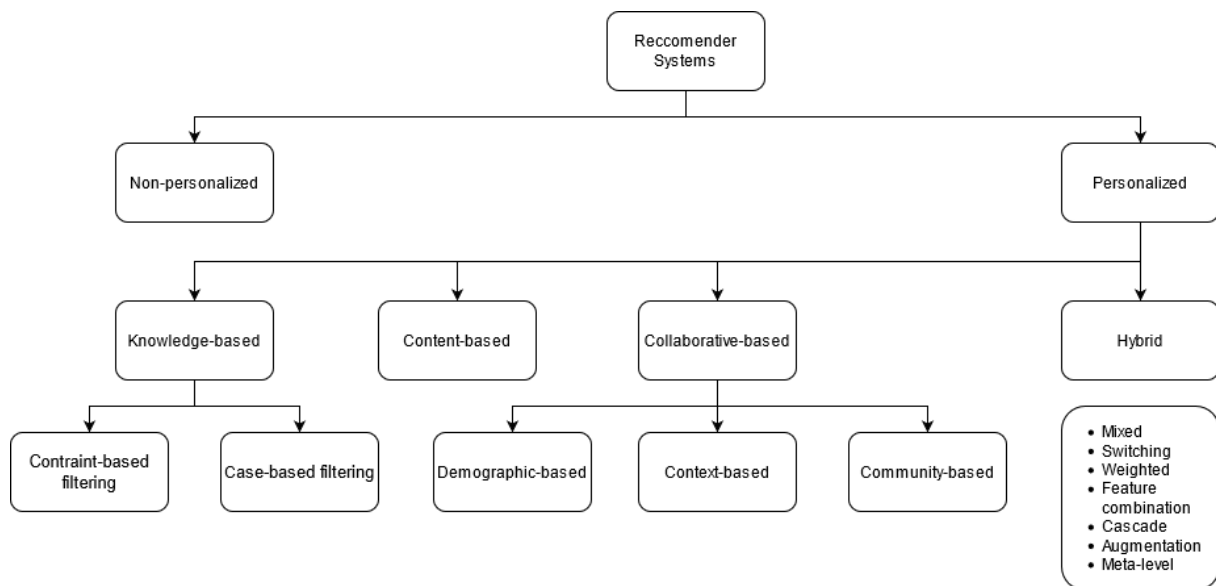 Reccomender
Systems
Non-personalized
Personalized
Knowledge-based
Content-based
Collaborative-based
Hybrid
Contraint-based
filtering
Case-based filtering
Demographic-based
Context-based
Community-based
• Mixed
• Switching
• Weighted
• Feature
combination
• Cascade
• Augmentation
• Meta-level